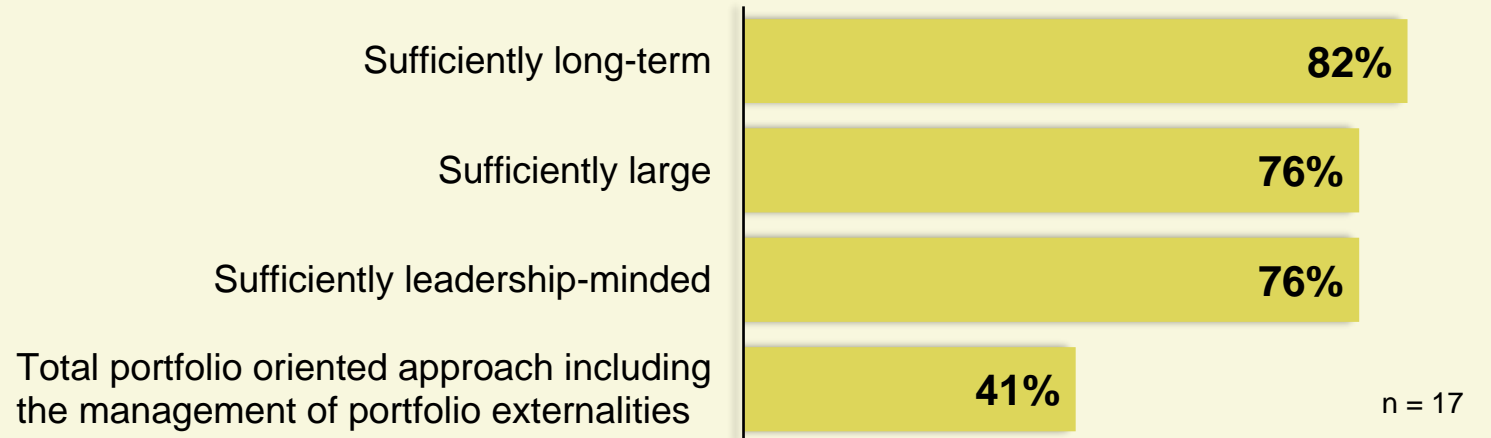 Sufficiently long-term
82%
Sufficiently large
76%
Sufficiently leadership-minded
76%
Total portfolio oriented approach including
the management of portfolio externalities
41%
n = 17